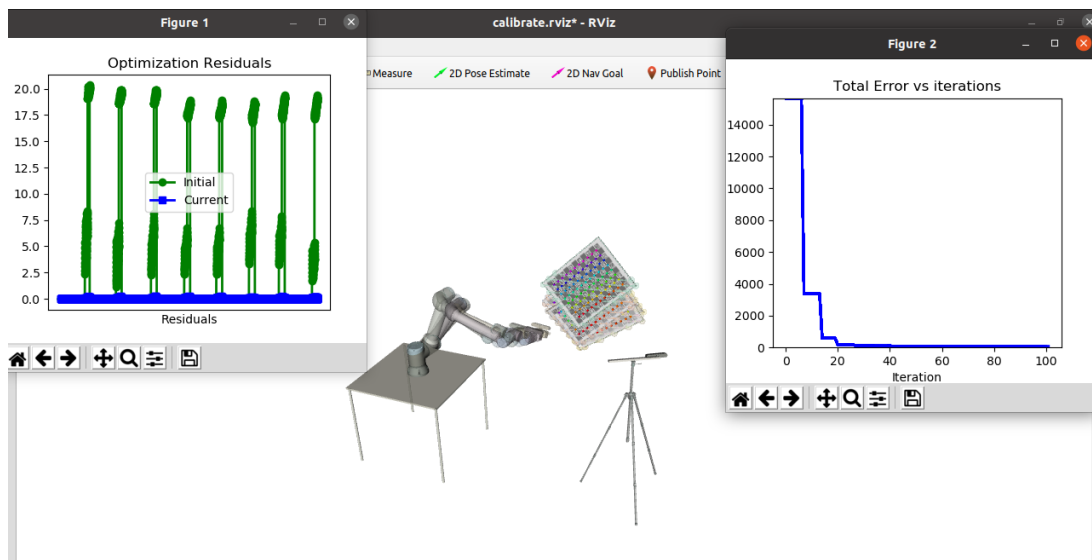 Figure 1
calibrate.rviz* - RViz
Figure 2
Measure
2D Pose Estimate
2D Nav Goal
Publish Point
Optimization Residuals
20.0
17.5
15.0
12.5
10.0
7.5
5.0
2.5
0.0
Initial
Current
Residuals
Total Error vs iterations
14000
12000
10000
8000
6000
4000
2000
0
0
20
40
60
80
100
Iteration